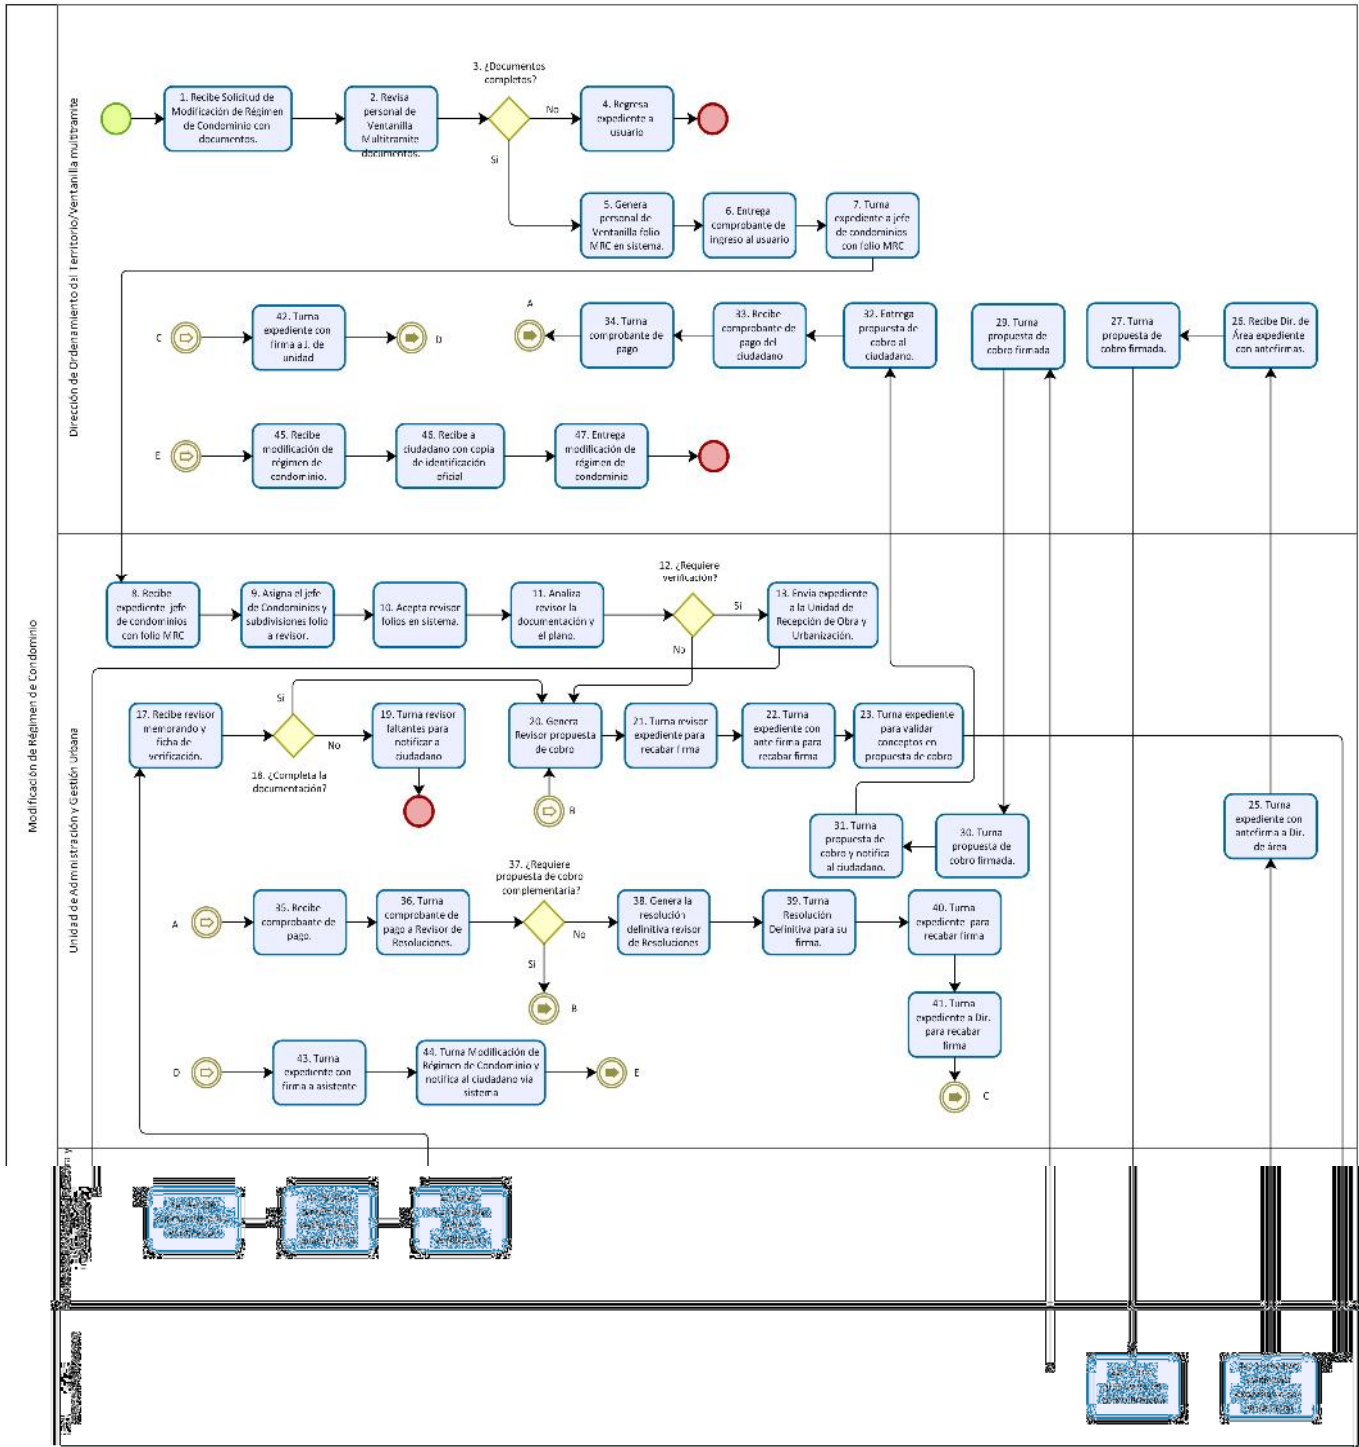 Modificación de Régimen de Condominio
Dirección de Ordenamiento del Territorio/Ventanilla multitramite
1. Recibe Solicitud de
Modificación de Régimen
de Condominio con
documentos.
2. Revisa
personal de
Ventanilla
Multitramite
documentos.
3. ¿Documentos
completos?
No
Si
4. Regresa
expediente a
usuario
5. Genera
personal de
Ventanilla folio
MRC en sistema.
6. Entrega
comprobante de
ingreso al usuario
7. Turna
expediente a jefe
de condominios
con folio MRC
C
42. Turna
expediente con
firma a J. de
unidad
D
A
34. Turna
comprobante de
pago
33. Recibe
comprobante de
pago del
ciudadano
32. Entrega
propuesta de
cobro al
ciudadano.
29. Turna
propuesta de
cobro firmada
27. Turna
propuesta de
cobro firmada.
26. Recibe Dir. de
Área expediente
con antefirmas.
E
45. Recibe
modificación de
régimen de
condominio.
46. Recibe a
ciudadano con copia
de identificación
oficial
47. Entrega
modificación de
régimen de
condominio
Unidad de Administración y Gestión Urbana
8. Recibe
expediente jefe
de condominios
con folio MRC
9. Asigna el jefe
de Condominios y
subdivisiones folio
a revisor.
10. Acepta revisor
folios en sistema.
11. Analiza
revisor la
documentación y
el plano.
12. ¿Requiere
verificación?
Si
No
13. Envía expediente
a la Unidad de
Recepción de Obra y
Urbanización.
17. Recibe revisor
memorando y
ficha de
verificación.
Si
No
18. ¿Completa la
documentación?
19. Turna revisor
faltantes para
notificar a
ciudadano
20. Genera
Revisor propuesta
de cobro
B
21. Turna revisor
expediente para
recabar firma
22. Turna
expediente con
ante firma para
recabar firma
23. Turna expediente
para validar
conceptos en
propuesta de cobro
31. Turna
propuesta de
cobro y notifica
al ciudadano.
30. Turna
propuesta de
cobro firmada.
25. Turna
expediente con
antefirma a Dir.
de área
A
35. Recibe
comprobante de
pago.
36. Turna
comprobante de
pago a Revisor de
Resoluciones.
37. ¿Requiere
propuesta de cobro
complementaria?
No
Si
B
38. Genera la
resolución
definitiva revisor
de Resoluciones
39. Turna
Resolución
Definitiva para su
firma.
40. Turna
expediente para
recabar firma
41. Turna
expediente a Dir.
para recabar
firma
C
D
43. Turna
expediente con
firma a asistente
44. Turna Modificación de
Régimen de Condominio y
notifica al ciudadano vía
sistema
E